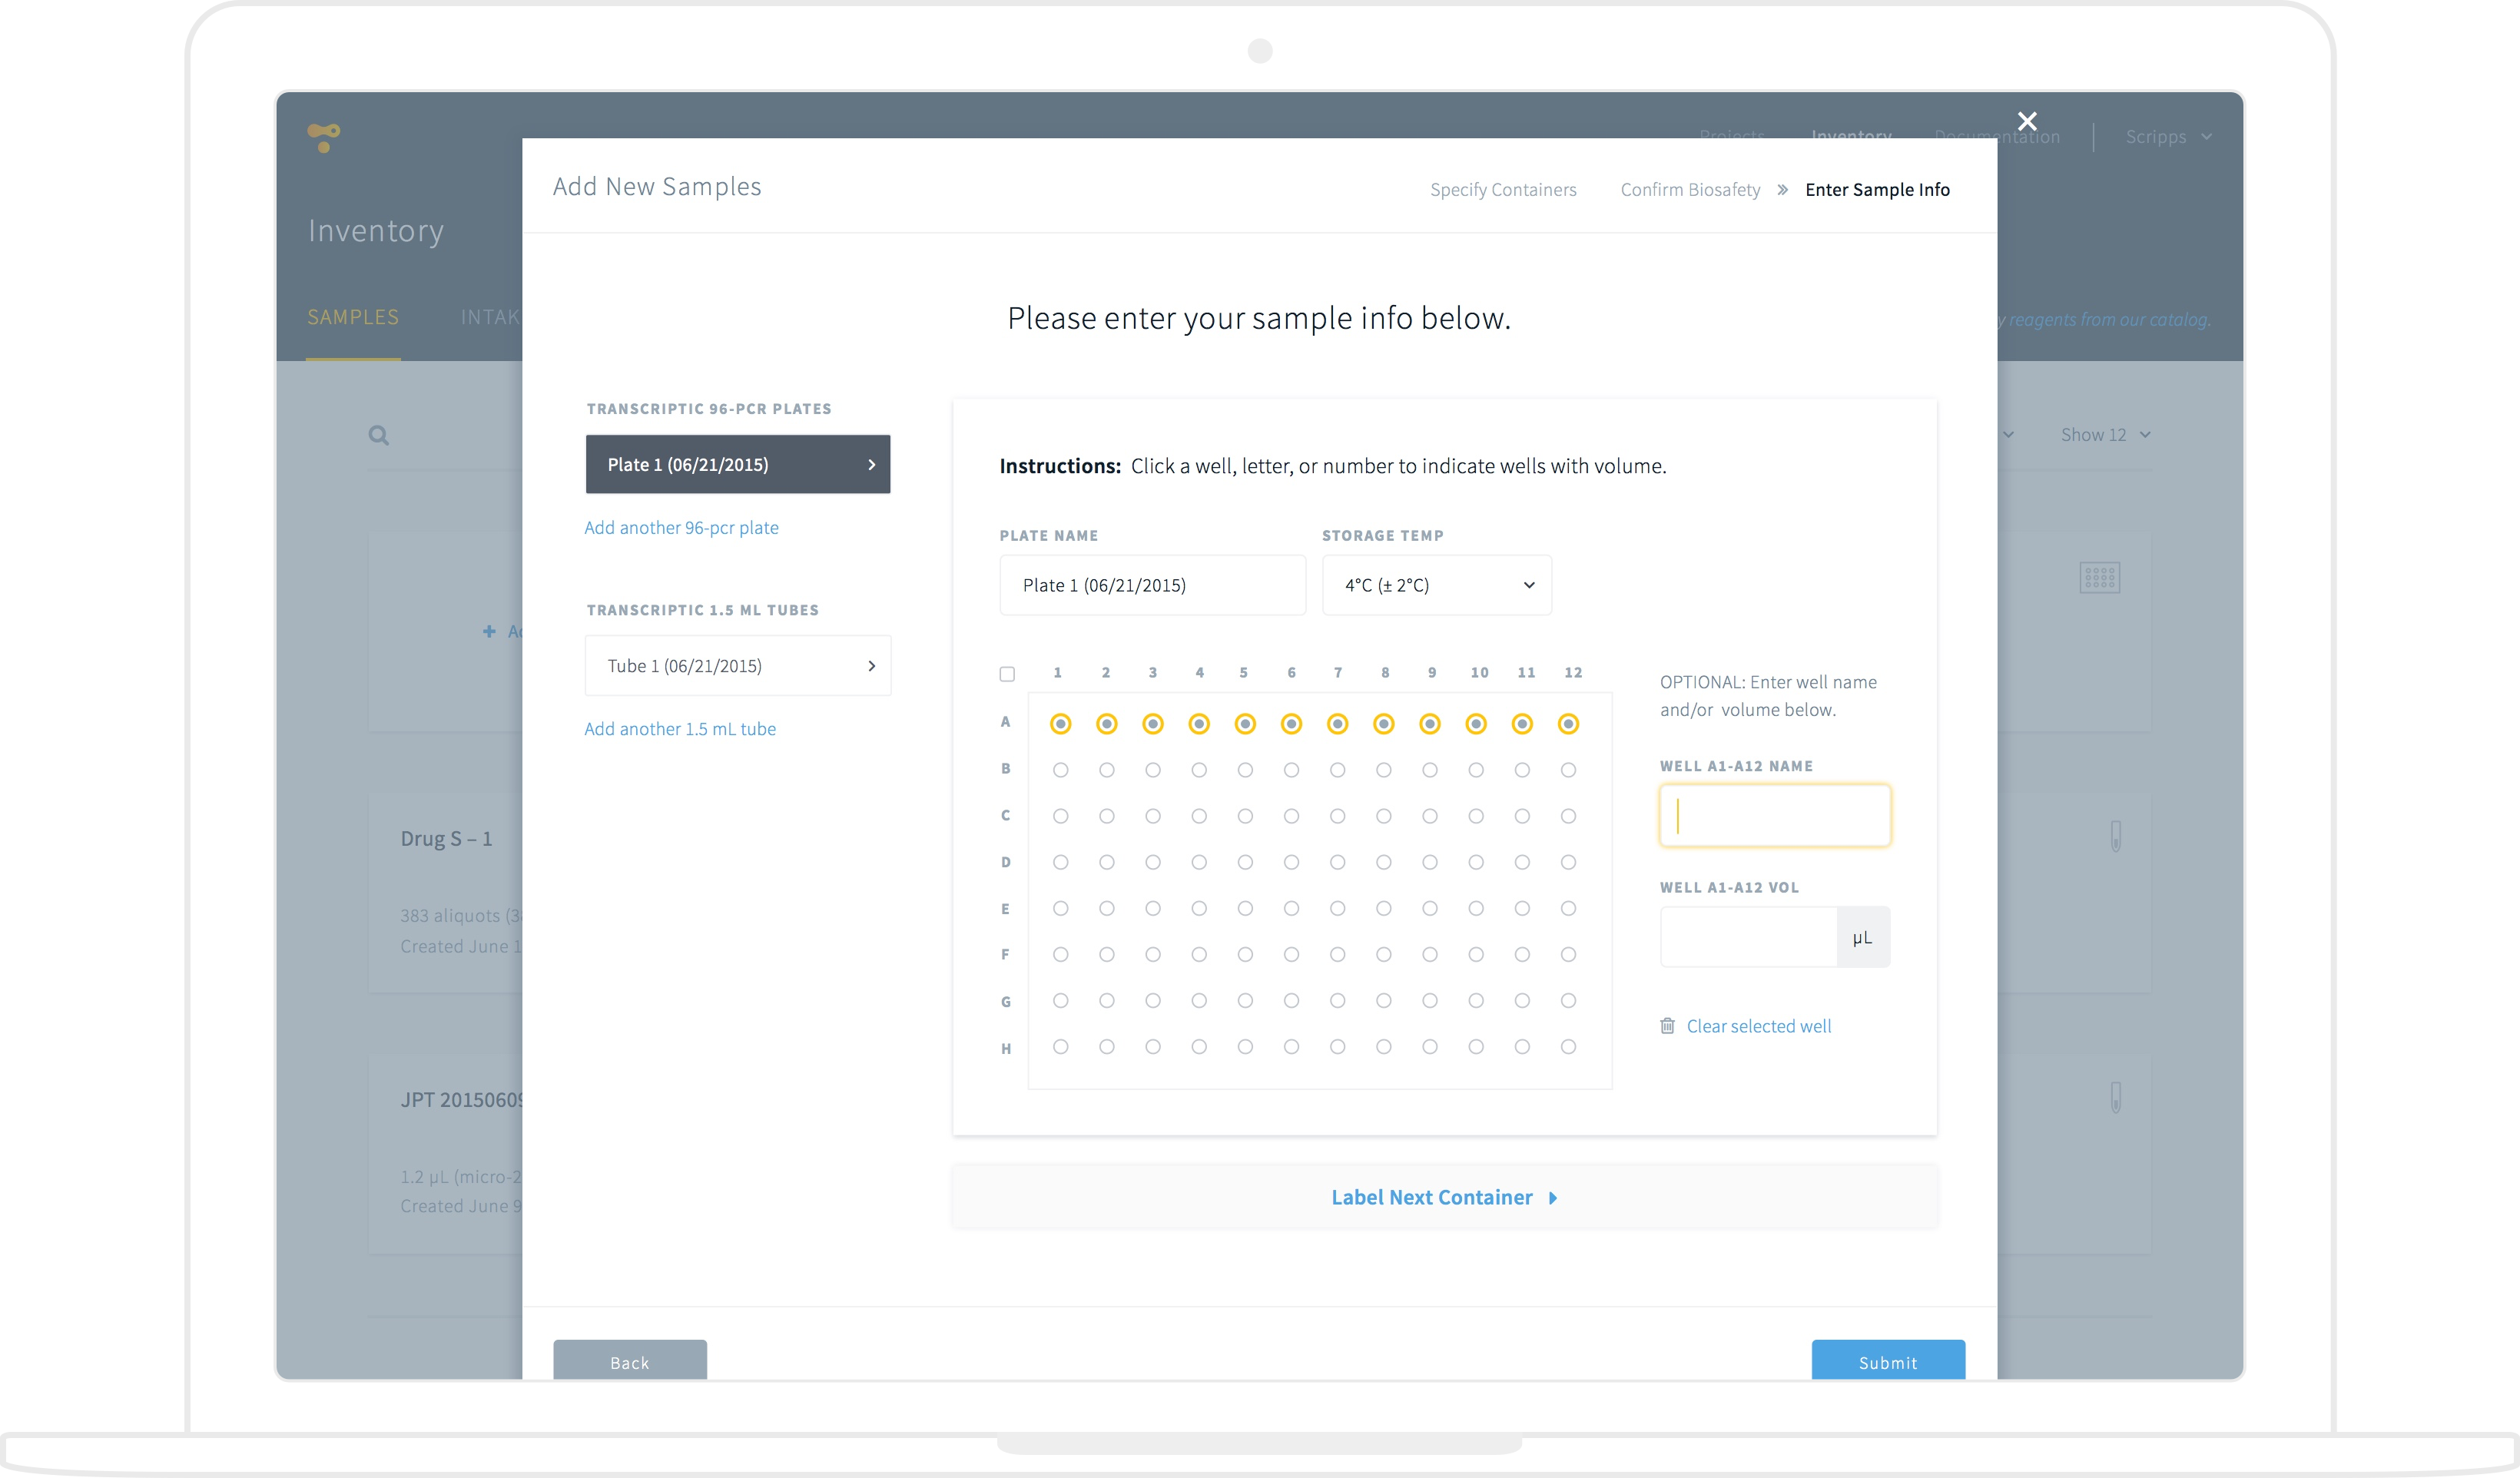 Projects Inventory Documentation Scripps
Inventory
SAMPLES INTAK
reagents from our catalog.
Show 12
Drug S – 1
383 aliquots
Created June 1
JPT 2015060
1.2 µL (micro-2
Created June 9
Add New Samples
Specify Containers Confirm Biosafety » Enter Sample Info
Please enter your sample info below.
TRANSCRIPTIC 96-PCR PLATES
Plate 1 (06/21/2015)
Add another 96-pcr plate
TRANSCRIPTIC 1.5 ML TUBES
Tube 1 (06/21/2015)
Add another 1.5 mL tube
Instructions: Click a well, letter, or number to indicate wells with volume.
PLATE NAME STORAGE TEMP
Plate 1 (06/21/2015) 4°C (± 2°C)
1 2 3 4 5 6 7 8 9 10 11 12
A
B
C
D
E
F
G
H
OPTIONAL: Enter well name
and/or volume below.
WELL A1-A12 NAME
WELL A1-A12 VOL
µL
Clear selected well
Label Next Container
Back Submit